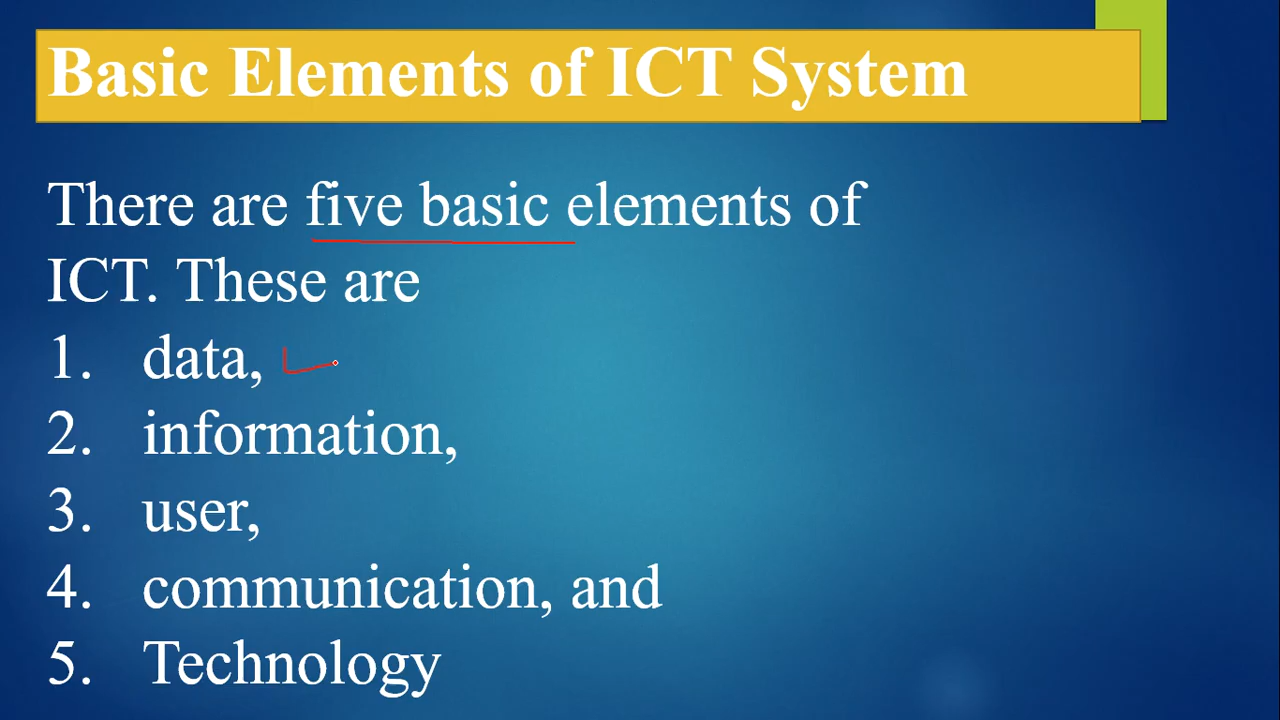 Basic Elements of ICT System
There are five basic elements of
ICT. These are
1. data,
2. information,
3. user,
4. communication, and
5. Technology